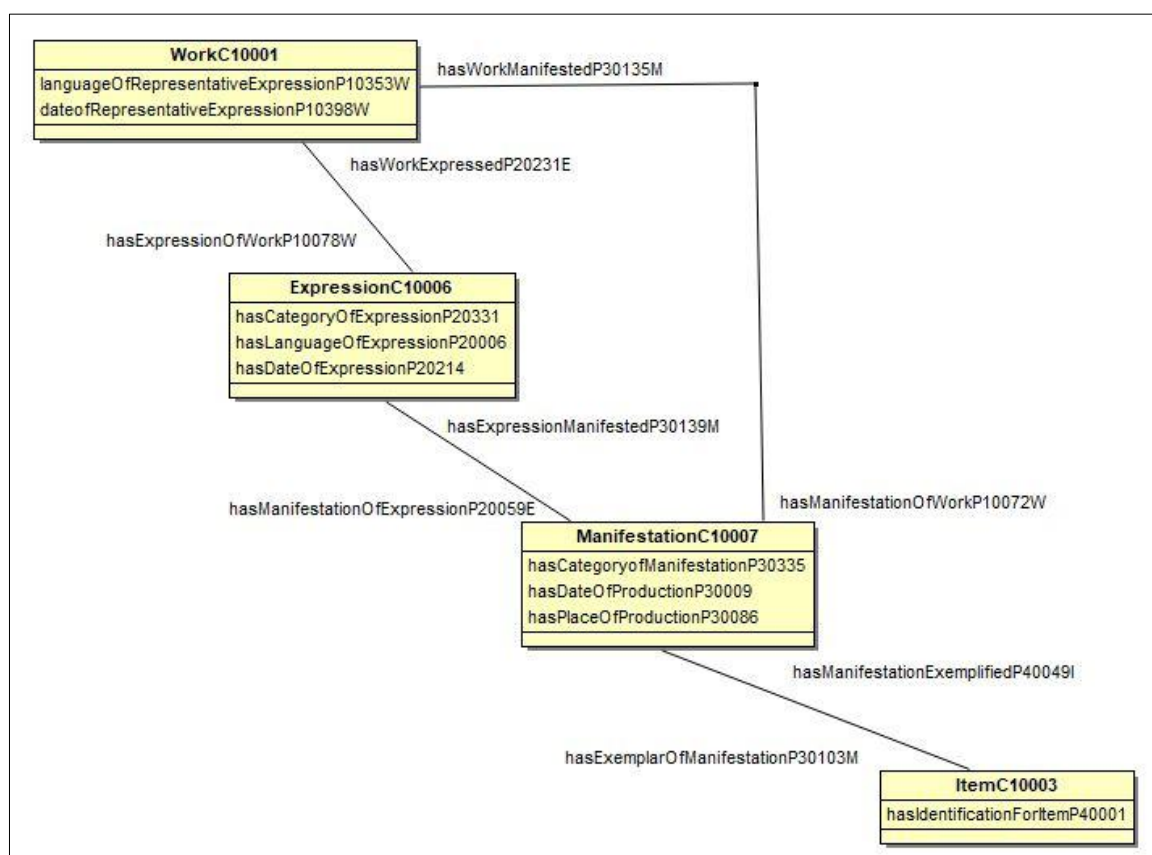 WorkC10001
languageOfRepresentativeExpressionP10353W
dateofRepresentativeExpressionP10398W
hasWorkManifestedP30135M
hasWorkExpressedP20231E
hasExpressionOfWorkP10078W
ExpressionC10006
hasCategoryOfExpressionP20331
hasLanguageOfExpressionP20006
hasDateOfExpressionP20214
hasExpressionManifestedP30139M
hasManifestationOfExpressionP20059E
hasManifestationOfWorkP10072W
ManifestationC10007
hasCategoryofManifestationP30335
hasDateOfProductionP30009
hasPlaceOfProductionP30086
hasManifestationExemplifiedP40049I
hasExemplarOfManifestationP30103M
ItemC10003
hasIdentificationForItemP40001